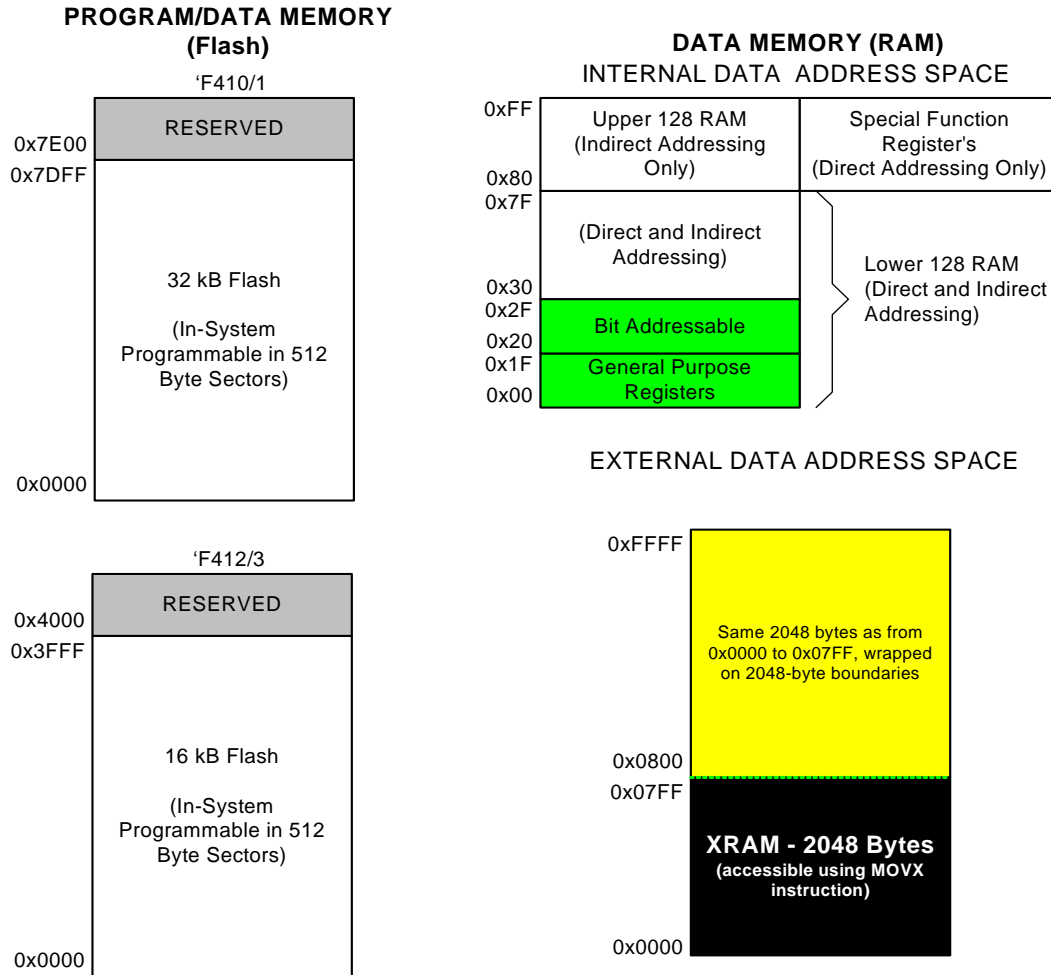 PROGRAM/DATA MEMORY
(Flash)
‘F410/1
RESERVED
0x7E00
0x7DFF
32 kB Flash
(In-System
Programmable in 512
Byte Sectors)
0x0000
‘F412/3
RESERVED
0x4000
0x3FFF
16 kB Flash
(In-System
Programmable in 512
Byte Sectors)
0x0000
DATA MEMORY (RAM)
INTERNAL DATA ADDRESS SPACE
0xFF
Upper 128 RAM
(Indirect Addressing
Only)
0x80
Special Function
Register's
(Direct Addressing Only)
0x7F
(Direct and Indirect
Addressing)
0x30
Lower 128 RAM
(Direct and Indirect
Addressing)
0x2F
Bit Addressable
0x20
0x1F
General Purpose
Registers
0x00
EXTERNAL DATA ADDRESS SPACE
0xFFFF
Same 2048 bytes as from
0x0000 to 0x07FF, wrapped
on 2048-byte boundaries
0x0800
0x07FF
XRAM - 2048 Bytes
(accessible using MOVX
instruction)
0x0000